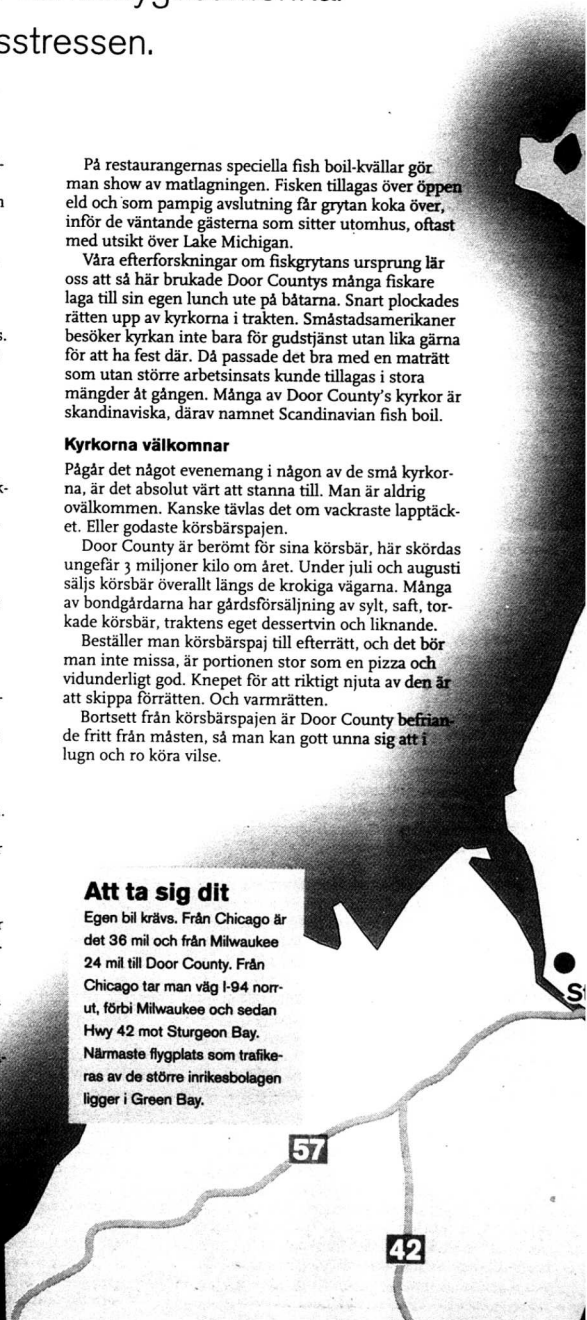 sstressen.
På restaurangernas speciella fish boil-kvällar gör
man show av matlagningen. Fisken tillagas över öppen
eld och som pampig avslutning får grytan koka över,
inför de väntande gästerna som sitter utomhus, oftast
med utsikt över Lake Michigan.
Våra efterforskningar om fiskgrytans ursprung lär
oss att så här brukade Door Countys många fiskare
laga till sin egen lunch ute på båtarna. Snart plockades
rätten upp av kyrkorna i trakten. Småstadsamerikaner
besöker kyrkan inte bara för gudstjänst utan lika gärna
för att ha fest där. Då passade det bra med en maträtt
som utan större arbetsinsats kunde tillagas i stora
mängder åt gången. Många av Door County's kyrkor är
skandinaviska, därav namnet Scandinavian fish boil.
Kyrkorna välkomnar
Pågår det något evenemang i någon av de små kyrkor-
na, är det absolut värt att stanna till. Man är aldrig
ovälkommen. Kanske tävlas det om vackraste lapptäck-
et. Eller godaste körsbärspajen.
Door County är berömt för sina körsbär, här skördas
ungefär 3 miljoner kilo om året. Under juli och augusti
säljs körsbär överallt längs de krokiga vägarna. Många
av bondgårdarna har gårdsförsäljning av sylt, saft, tor-
kade körsbär, traktens eget dessertvin och liknande.
Beställer man körsbärspaj till efterrätt, och det bör
man inte missa, är portionen stor som en pizza och
vidunderligt god. Knepet för att riktigt njuta av den är
att skippa förrätten. Och varmrätten.
Bortsett från körsbärspajen är Door County befrian-
de fritt från måsten, så man kan gott unna sig att i
lugn och ro köra vilse.
Att ta sig dit
Egen bil krävs. Från Chicago är
det 36 mil och från Milwaukee
24 mil till Door County. Från
Chicago tar man väg I-94 norr-
ut, förbi Milwaukee och sedan
Hwy 42 mot Sturgeon Bay.
Närmaste flygplats som trafike-
ras av de större inrikesbolagen
ligger i Green Bay.
57
42